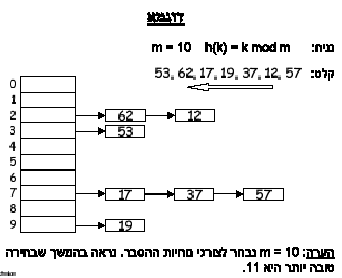 דוגמא
נניח: m = 10 h(k) = k mod m
קלט: 53, 62, 17, 19, 37, 12, 57
0
1
2 62 12
3 53
4
5
6
7 17 37 57
8
9 19
הערה: m = 10 נבחר לצורכי נוחיות ההסבר. נראה בהמשך שבחירה
טובה יותר היא 11.